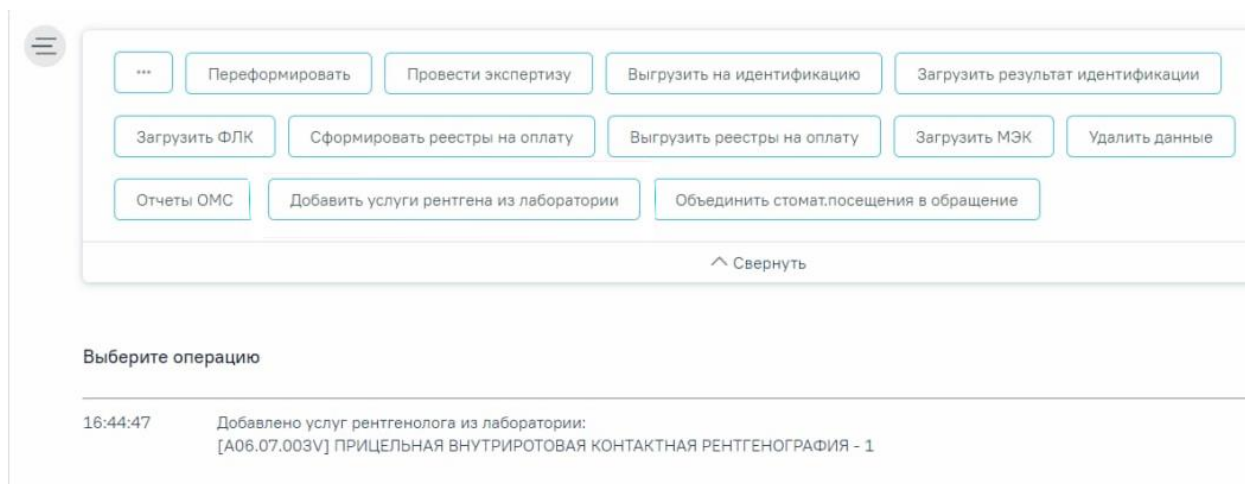 ... Переформировать Провести экспертизу Выгрузить на идентификацию Загрузить результат идентификации
Загрузить ФЛК Сформировать реестры на оплату Выгрузить реестры на оплату Загрузить МЭК Удалить данные
Отчеты ОМС Добавить услуги рентгена из лаборатории Объединить стомат.посещения в обращение
Свернуть
Выберите операцию
16:44:47 Добавлено услуг рентгенолога из лаборатории:
[A06.07.003V] ПРИЦЕЛЬНАЯ ВНУТРИРОТОВАЯ КОНТАКТНАЯ РЕНТГЕНОГРАФИЯ - 1